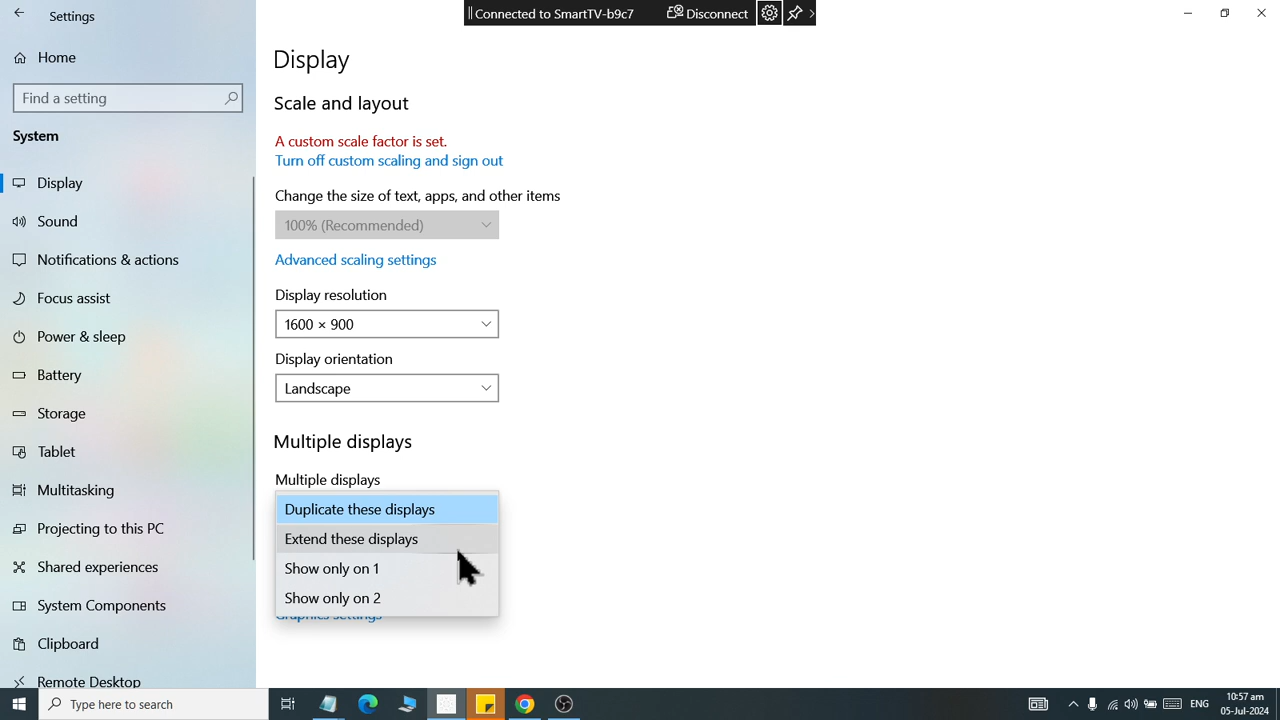 Settings
Connected to SmartTV-b9c7
Disconnect
Home
Find a setting
System
Display
Sound
Notifications & actions
Focus assist
Power & sleep
Battery
Storage
Tablet
Multitasking
Projecting to this PC
Shared experiences
System Components
Clipboard
Remote Desktop
Display
Scale and layout
A custom scale factor is set.
Turn off custom scaling and sign out
Change the size of text, apps, and other items
100% (Recommended)
Advanced scaling settings
Display resolution
1600 × 900
Display orientation
Landscape
Multiple displays
Multiple displays
Duplicate these displays
Extend these displays
Show only on 1
Show only on 2
Graphics settings
Type here to search
ENG
10:57 am
05-Jul-2024